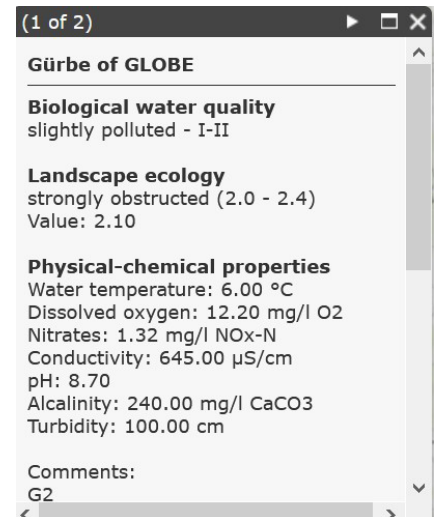 (1 of 2)
Gürbe of GLOBE
Biological water quality
slightly polluted - I-II
Landscape ecology
strongly obstructed (2.0 - 2.4)
Value: 2.10
Physical-chemical properties
Water temperature: 6.00 °C
Dissolved oxygen: 12.20 mg/l O2
Nitrates: 1.32 mg/l NOx-N
Conductivity: 645.00 µS/cm
pH: 8.70
Alcalinity: 240.00 mg/l CaCO3
Turbidity: 100.00 cm
Comments:
G2